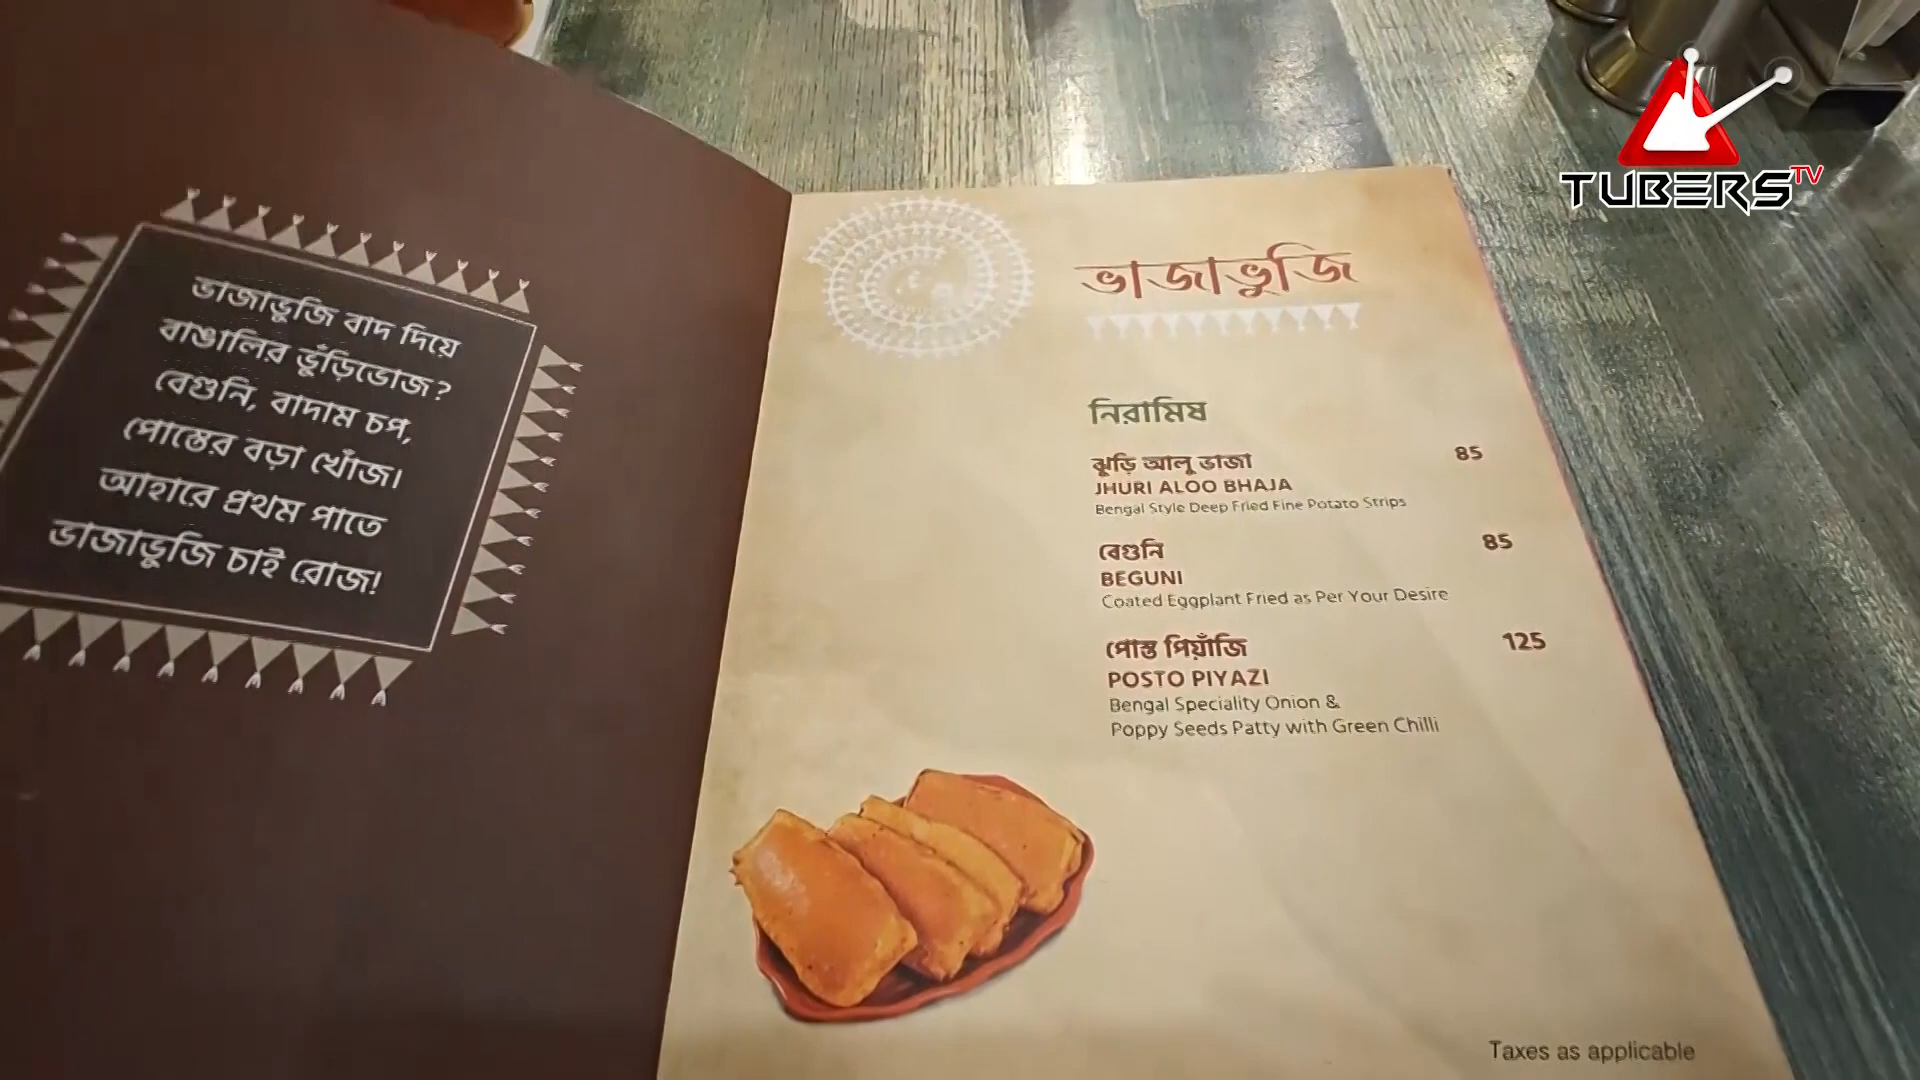 ভাজাভুজি বাদ দিয়ে
বাঙালির ভুঁড়িভোজ?
বেগুনি, বাদাম চপ,
পোস্তের বড়া খোঁজ।
আহারে প্রথম পাতে
ভাজাভুজি চাই রোজ!
ভাজাভুজি
নিরামিষ
ঝুড়ি আলু ভাজা 85
JHURI ALOO BHAJA
Bengal Style Deep Fried Fine Potato Strips
বেগুনি 85
BEGUNI
Coated Eggplant Fried as Per Your Desire
পোস্ত পিয়াঁজি 125
POSTO PIYAZI
Bengal Speciality Onion &
Poppy Seeds Patty with Green Chilli
Taxes as applicable
TUBERS TV